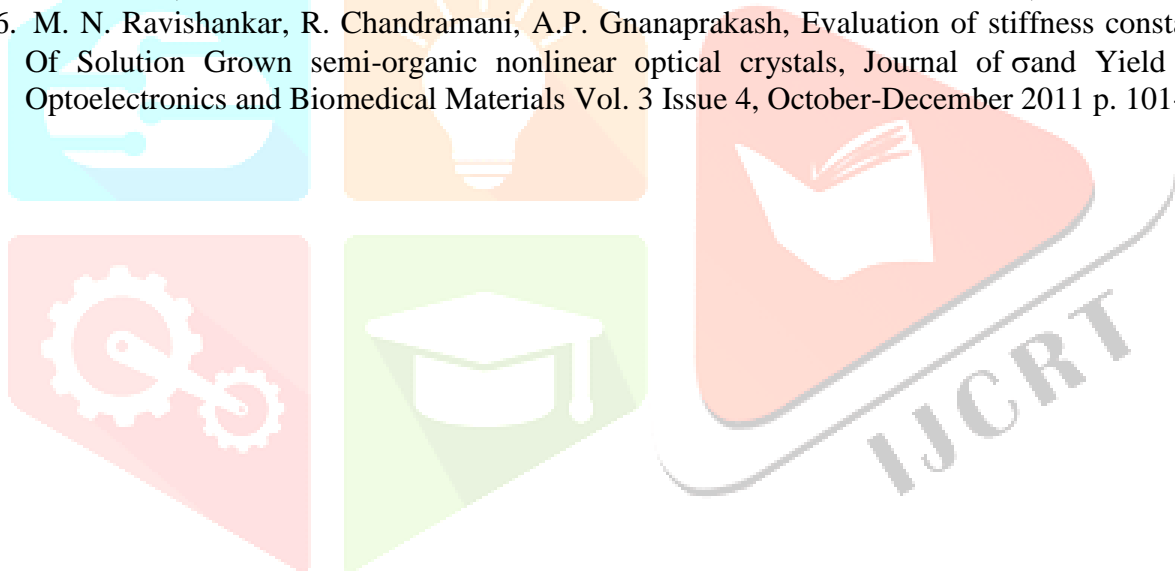 6. M. N. Ravishankar, R. Chandramani, A.P. Gnanaprakash, Evaluation of stiffness
Of Solution Grown semi-organic nonlinear optical crystals, Journal of σand Yield
Optoelectronics and Biomedical Materials Vol. 3 Issue 4, October-December 2011 p. 101-
IJCRT